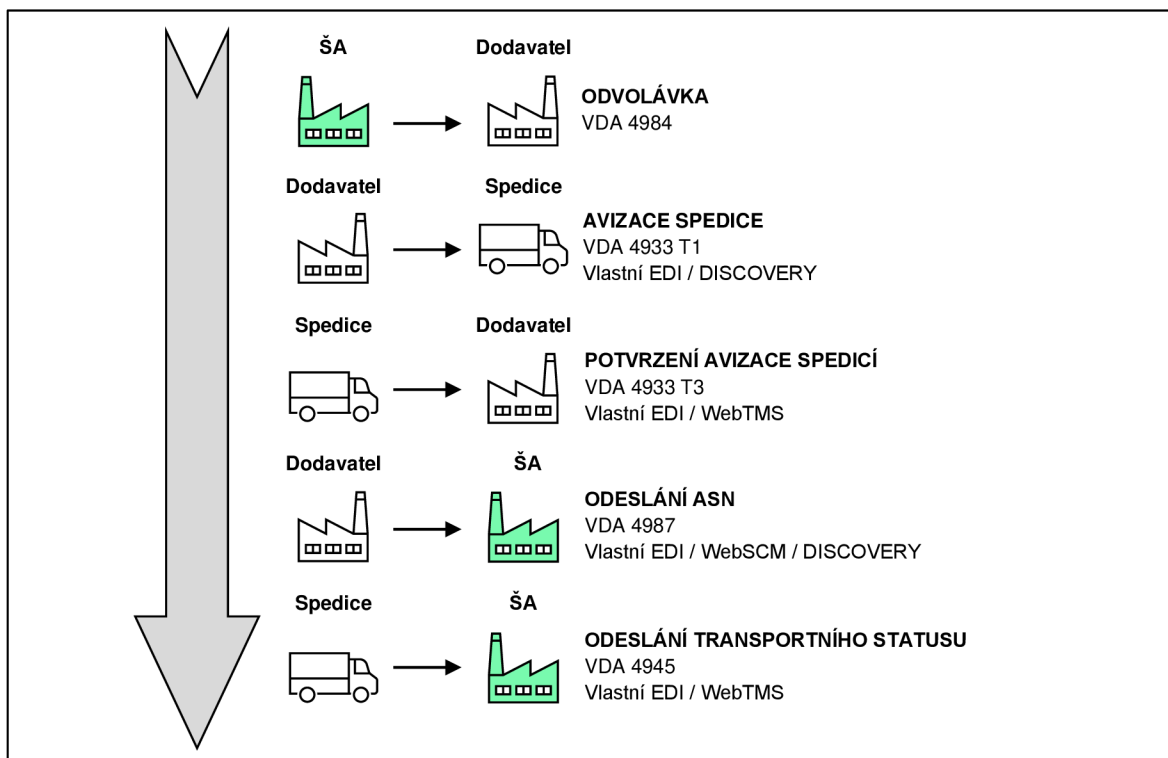 ŠA Dodavatel
ODVOLÁVKA
VDA 4984
Dodavatel Spedice
AVIZACE SPEDICE
VDA 4933 T1
Vlastní EDI / DISCOVERY
Spedice Dodavatel
POTVRZENÍ AVIZACE SPEDICÍ
VDA 4933 T3
Vlastní EDI / WebTMS
Dodavatel ŠA
ODESLÁNÍ ASN
VDA 4987
Vlastní EDI / WebSCM / DISCOVERY
Spedice ŠA
ODESLÁNÍ TRANSPORTNÍHO STATUSU
VDA 4945
Vlastní EDI / WebTMS